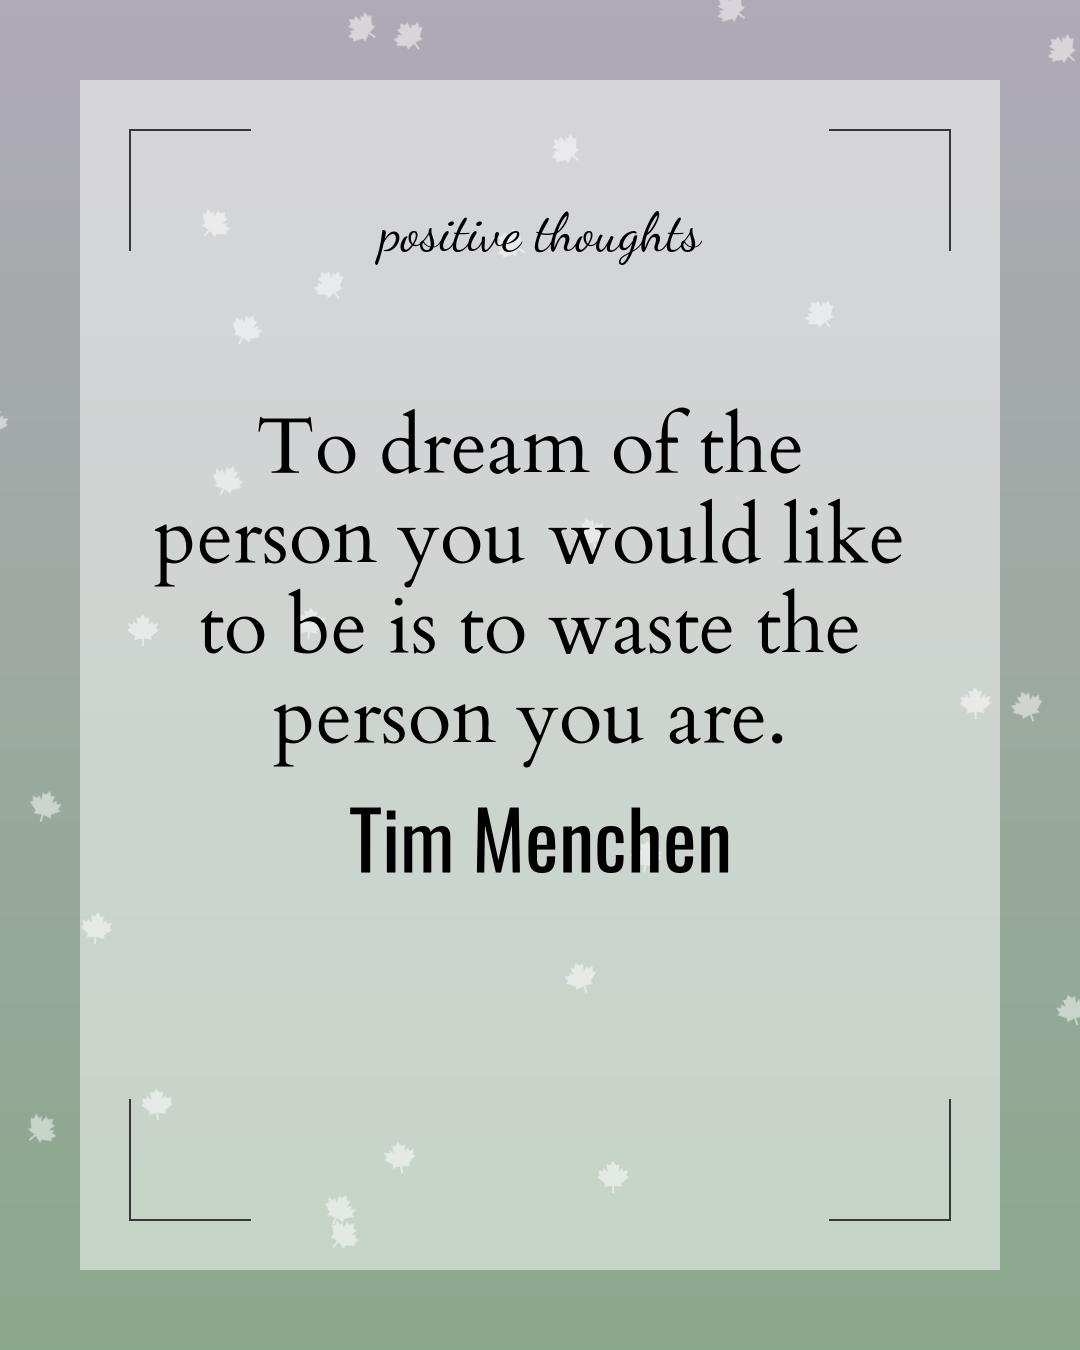 positive thoughts
To dream of the
person you would like
to be is to waste the
person you are.
Tim Menchen